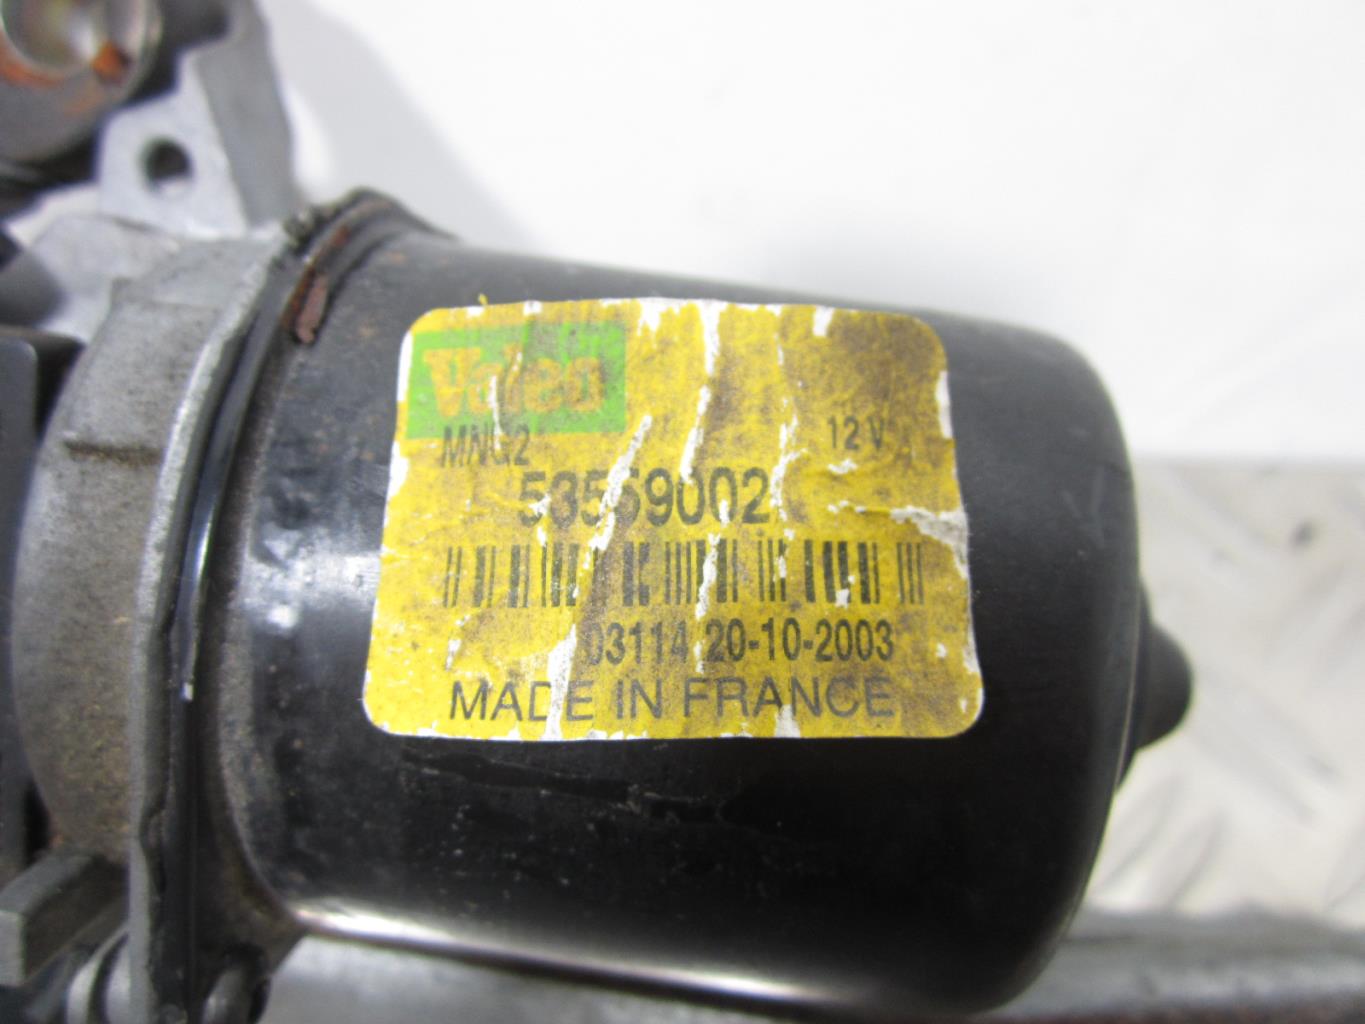 Valeo
MNG2 12 V
53559002
03114 20-10-2003
MADE IN FRANCE